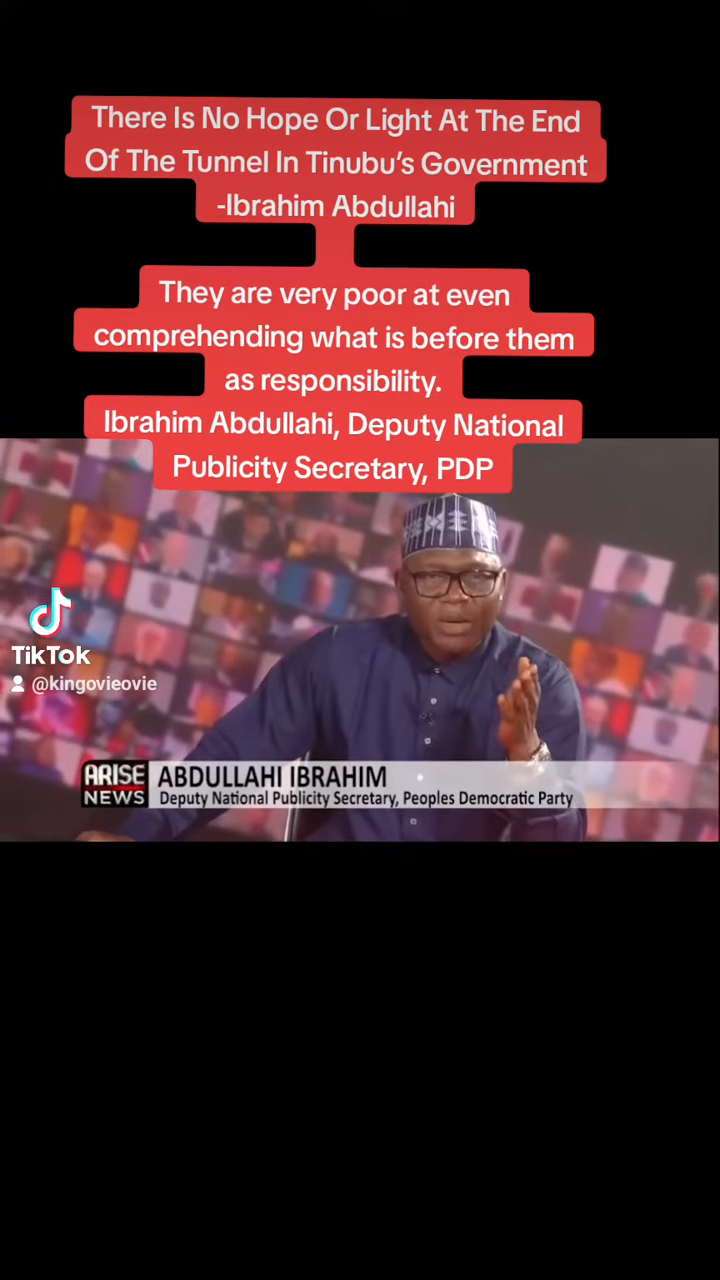 There Is No Hope Or Light At The End
Of The Tunnel In Tinubu's Government
-Ibrahim Abdullahi
They are very poor at even
comprehending what is before them
as responsibility.
Ibrahim Abdullahi, Deputy National
Publicity Secretary, PDP
TikTok
@kingovieovie
ARISE
NEWS
ABDULLAHI IBRAHIM
Deputy National Publicity Secretary, Peoples Democratic Party